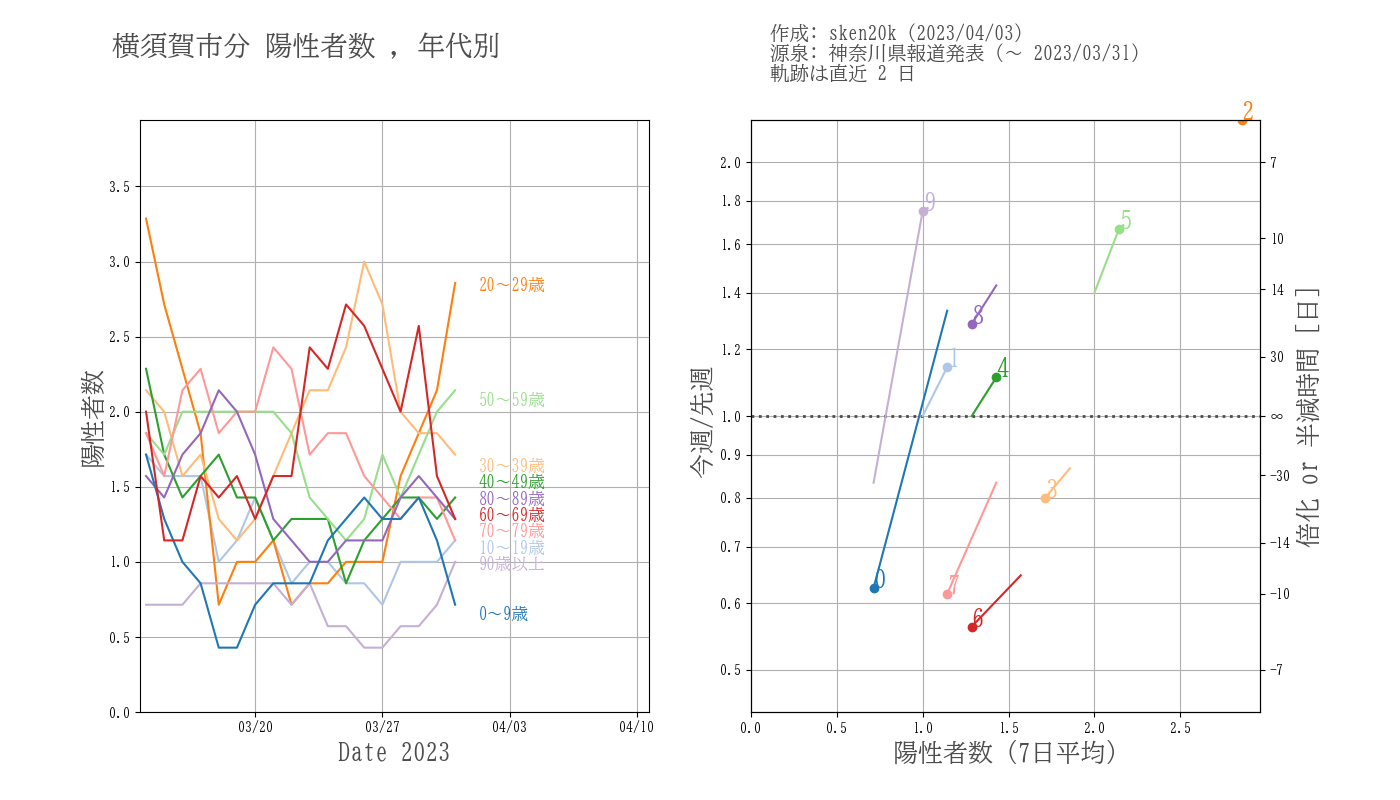 横須賀市分 陽性者数 , 年代別
作成: sken20k (2023/04/03)
源泉: 神奈川県報道発表 (～ 2023/03/31)
軌跡は直近 2 日
陽性者数
3.5
3.0
2.5
2.0
1.5
1.0
0.5
0.0
20～29歳
50～59歳
30～39歳
40～49歳
80～89歳
60～69歳
70～79歳
10～19歳
90歳以上
0～9歳
03/20
03/27
04/03
04/10
Date 2023
今週/先週
2.0
1.8
1.6
1.4
1.2
1.0
0.9
0.8
0.7
0.6
0.5
2
9
5
8
1
4
3
0
7
6
7
10
14
30
∞
−30
−14
−10
−7
倍化 or 半減時間 [日]
0.0
0.5
1.0
1.5
2.0
2.5
陽性者数 (7日平均)